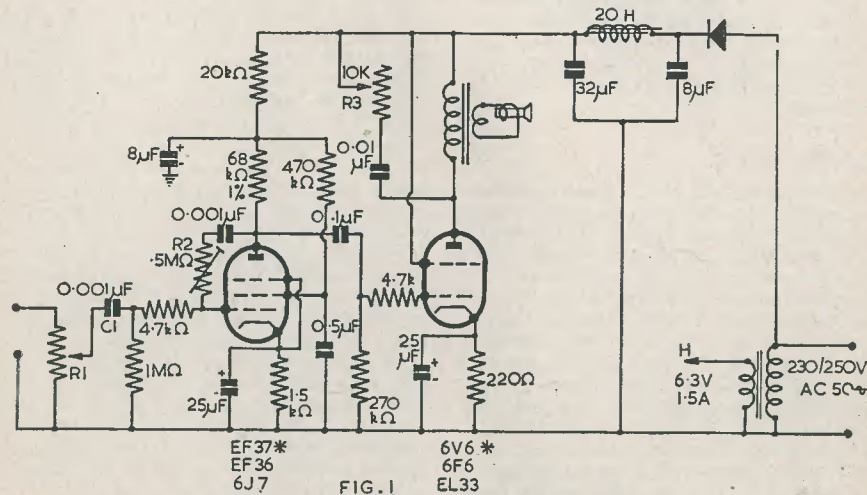 20 H
20kΩ
10K
R3
32µF
8µF
8µF
+
-
68
kΩ
1%
470
kΩ
0.01
µF
0.001µF
0.1µF
R2
.5MΩ
0.001µF
C1
4.7kΩ
4.7k
R1
1MΩ
25µF
+
-
1.5
kΩ
0.5µF
270
kΩ
25
µF
+
-
220Ω
H
6.3V
1.5A
230/250V
AC 50~
EF37*
EF36
6J7
6V6 *
6F6
EL33
FIG. I